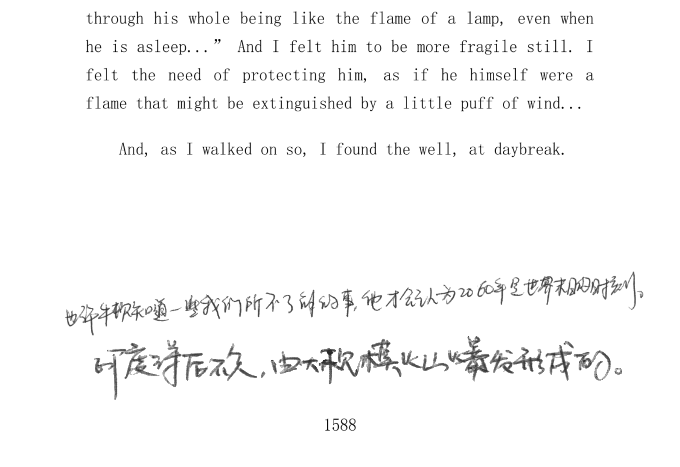 through his whole being like the flame of a lamp, even when
he is asleep...” And I felt him to be more fragile still. I
felt the need of protecting him, as if he himself were a
flame that might be extinguished by a little puff of wind...
And, as I walked on so, I found the well, at daybreak.
也许牛顿知道一些我们所不了解的事,他才会认为2060年是世界末日的时刻。
印度洋后不久,由大规模火山爆发形成的。
1588